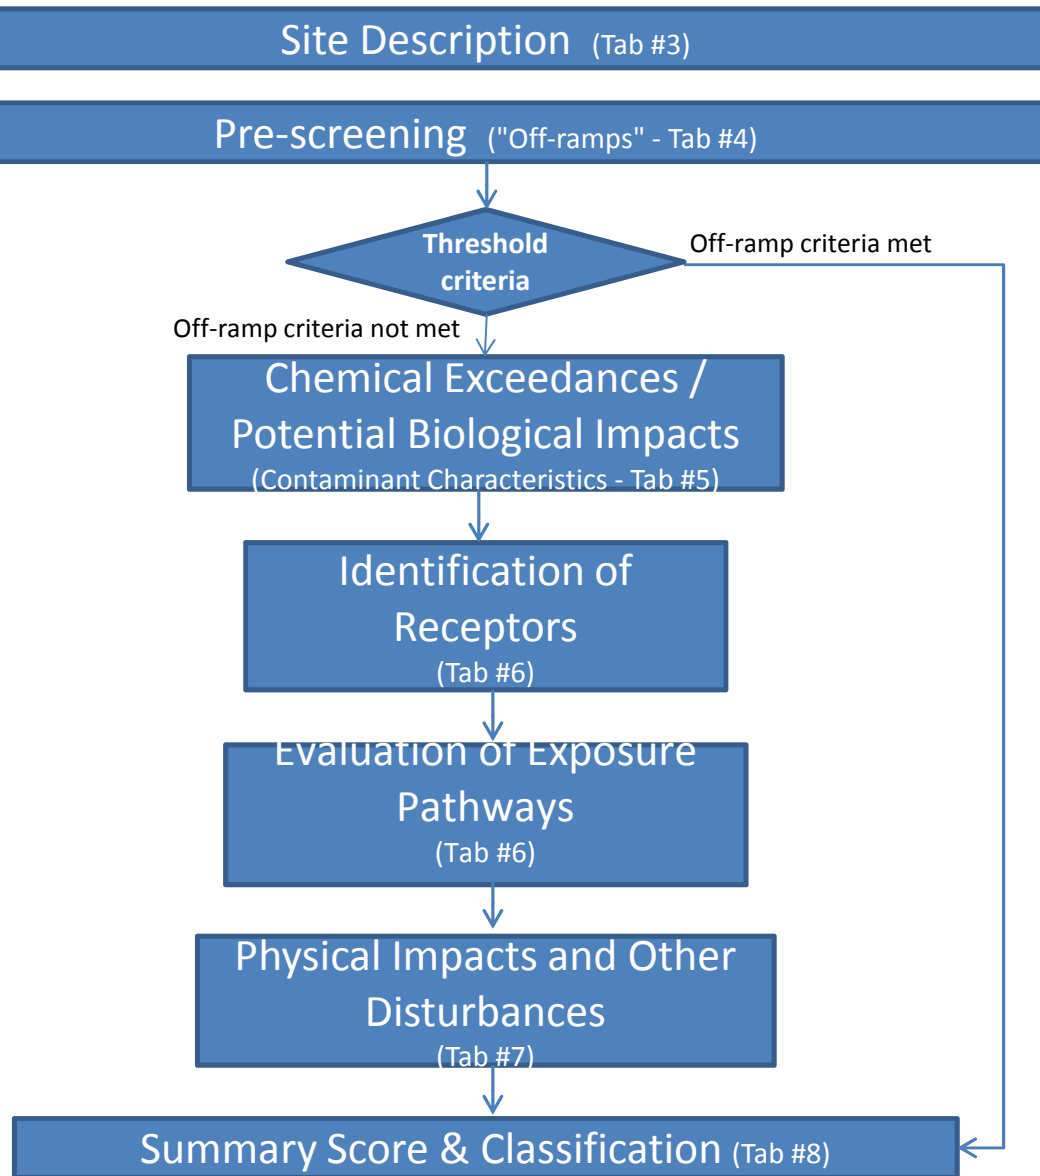 Site Description (Tab #3)
Pre-screening ("Off-ramps" - Tab #4)
Threshold
criteria
Off-ramp criteria met
Off-ramp criteria not met
Chemical Exceedances /
Potential Biological Impacts
(Contaminant Characteristics - Tab #5)
Identification of
Receptors
(Tab #6)
Evaluation of Exposure
Pathways
(Tab #6)
Physical Impacts and Other
Disturbances
(Tab #7)
Summary Score & Classification (Tab #8)